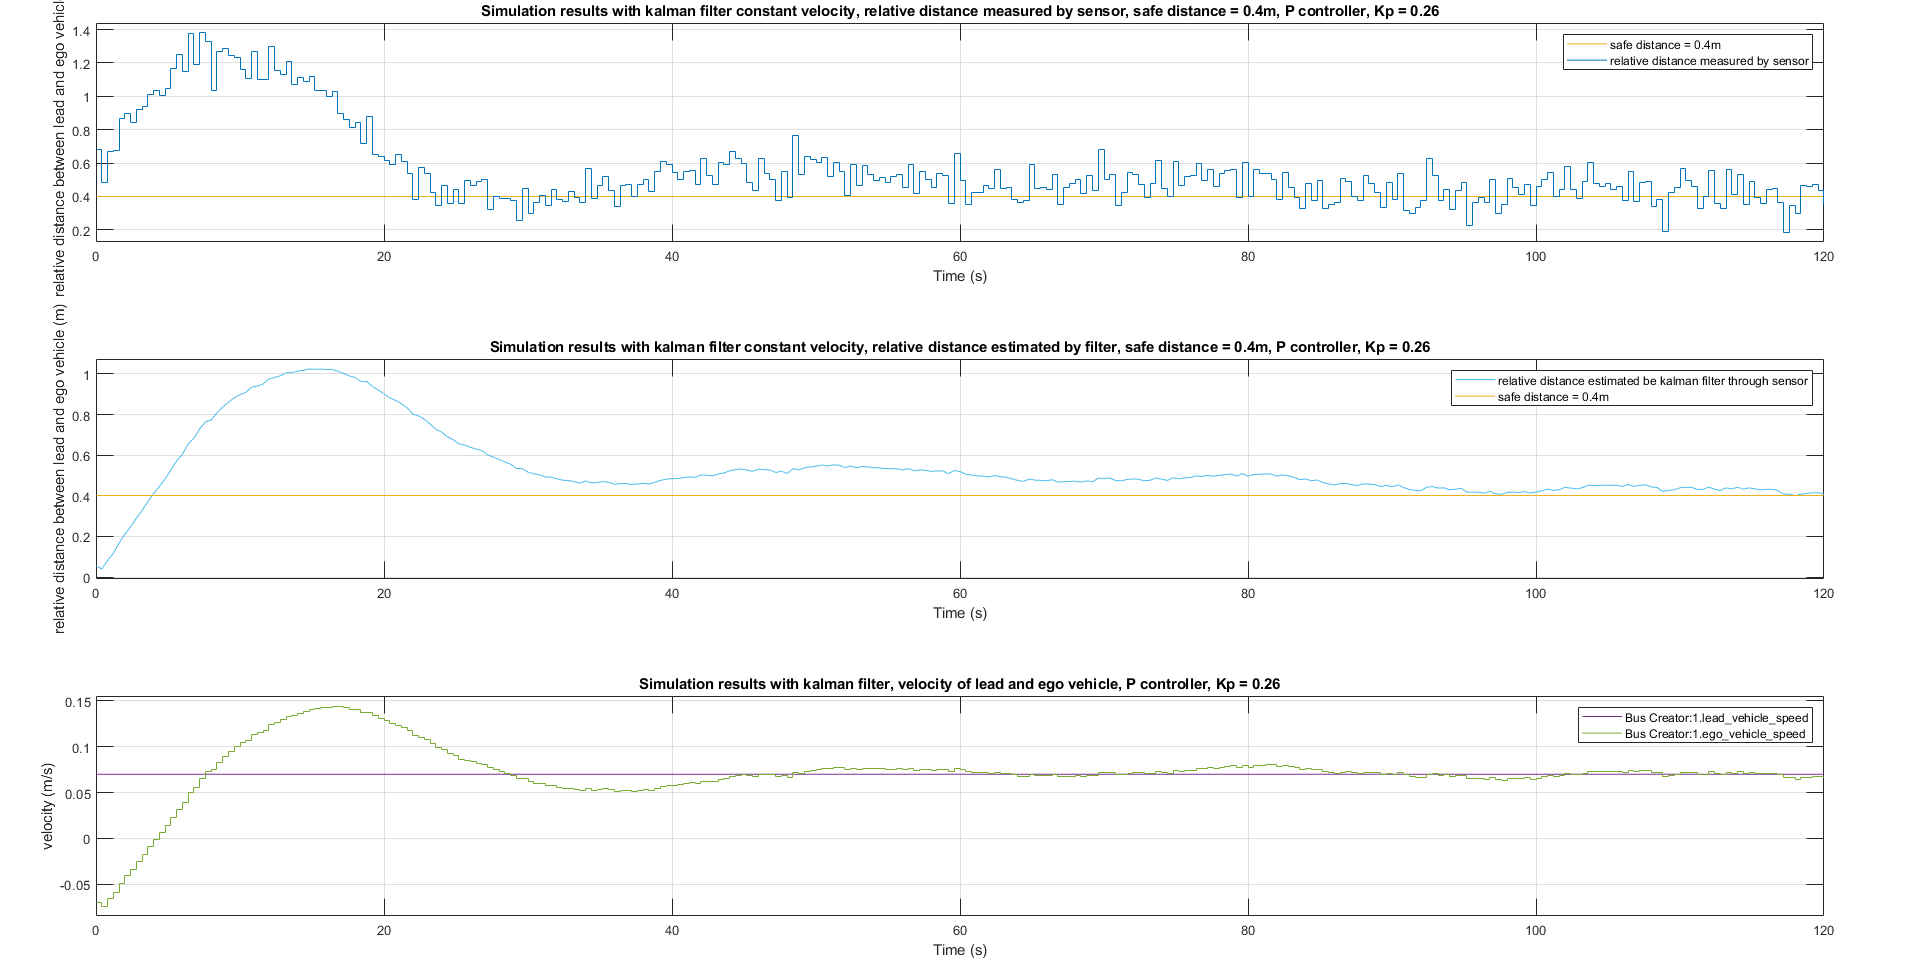 Simulation results with kalman filter constant velocity, relative distance measured by sensor, safe distance = 0.4m, P controller, Kp = 0.26
relative distance between lead and ego vehicle
1.4
1.2
1
0.8
0.6
0.4
0.2
safe distance = 0.4m
relative distance measured by sensor
0
20
40
60
80
100
120
Time (s)
Simulation results with kalman filter constant velocity, relative distance estimated by filter, safe distance = 0.4m, P controller, Kp = 0.26
relative distance between lead and ego vehicle (m)
1
0.8
0.6
0.4
0.2
0
relative distance estimated be kalman filter through sensor
safe distance = 0.4m
0
20
40
60
80
100
120
Time (s)
Simulation results with kalman filter, velocity of lead and ego vehicle, P controller, Kp = 0.26
velocity (m/s)
0.15
0.1
0.05
0
-0.05
Bus Creator:1.lead_vehicle_speed
Bus Creator:1.ego_vehicle_speed
0
20
40
60
80
100
120
Time (s)